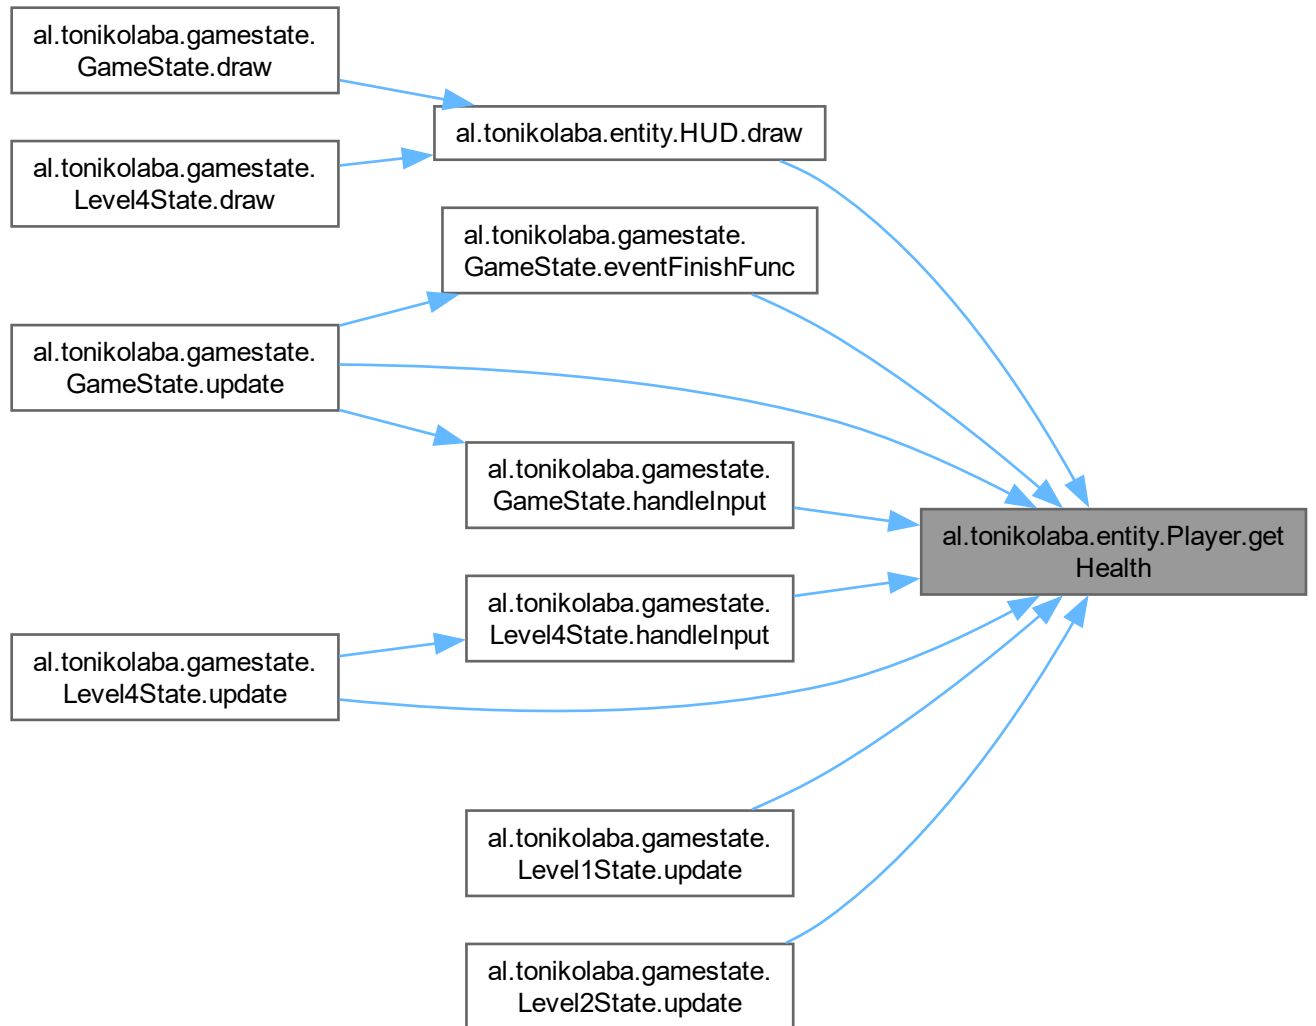 al.tonikolaba.gamestate.
GameState.draw
al.tonikolaba.entity.HUD.draw
al.tonikolaba.gamestate.
Level4State.draw
al.tonikolaba.gamestate.
GameState.eventFinishFunc
al.tonikolaba.gamestate.
GameState.update
al.tonikolaba.gamestate.
GameState.handleInput
al.tonikolaba.entity.Player.get
Health
al.tonikolaba.gamestate.
Level4State.handleInput
al.tonikolaba.gamestate.
Level4State.update
al.tonikolaba.gamestate.
Level1State.update
al.tonikolaba.gamestate.
Level2State.update